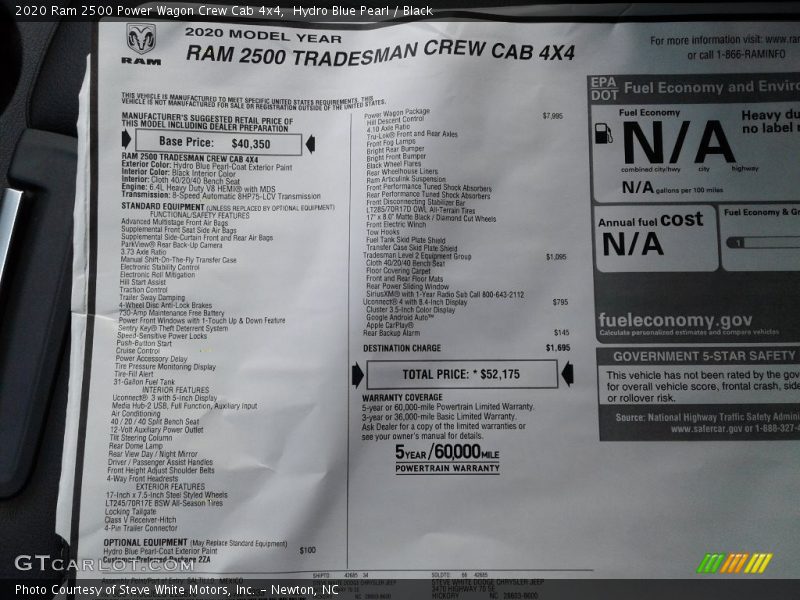 2020 Ram 2500 Power Wagon Crew Cab 4x4,  Hydro Blue Pearl / Black
RAM
2020 MODEL YEAR
RAM 2500 TRADESMAN CREW CAB 4X4
For more information visit: www.ra
or call 1-866-RAMINFO
THIS VEHICLE IS MANUFACTURED TO MEET SPECIFIC UNITED STATES REQUIREMENTS. THIS
VEHICLE IS NOT MANUFACTURED FOR SALE OR REGISTRATION OUTSIDE OF THE UNITED STATES.
MANUFACTURER'S SUGGESTED RETAIL PRICE OF
THIS MODEL INCLUDING DEALER PREPARATION
Base Price: $40,350
RAM 2500 TRADESMAN CREW CAB 4X4
Exterior Color: Hydro Blue Pearl-Coat Exterior Paint
Interior Color: Black Interior Color
Interior: Cloth 40/20/40 Bench Seat
Engine: 6.4L Heavy Duty V8 HEMI® with MDS
Transmission: 8-Speed Automatic 8HP75-LCV Transmission
STANDARD EQUIPMENT (UNLESS REPLACED BY OPTIONAL EQUIPMENT)
FUNCTIONAL/SAFETY FEATURES
Advanced Multistage Front Air Bags
Supplemental Front Seat Side Air Bags
Supplemental Side-Curtain Front and Rear Air Bags
ParkView® Rear Back-Up Camera
3.73 Axle Ratio
Manual Shift-On-The-Fly Transfer Case
Electronic Stability Control
Electronic Roll Mitigation
Hill Start Assist
Traction Control
Trailer Sway Damping
4-Wheel Disc Anti-Lock Brakes
730-Amp Maintenance Free Battery
Power Front Windows with 1-Touch Up & Down Feature
Sentry Key® Theft Deterrent System
Speed-Sensitive Power Locks
Push-Button Start
Cruise Control
Power Accessory Delay
Tire Pressure Monitoring Display
Tire-Fill Alert
31-Gallon Fuel Tank
INTERIOR FEATURES
Uconnect® 3 with 5-Inch Display
Media Hub-2 USB, Full Function, Auxiliary Input
Air Conditioning
40 / 20 / 40 Split Bench Seat
12-Volt Auxiliary Power Outlet
Tilt Steering Column
Rear Dome Lamp
Rear View Day / Night Mirror
Driver / Passenger Assist Handles
Front Height Adjust Shoulder Belts
4-Way Front Headrests
EXTERIOR FEATURES
17-Inch x 7.5-Inch Steel Styled Wheels
LT245/70R17E BSW All-Season Tires
Locking Tailgate
Class V Receiver-Hitch
4-Pin Trailer Connector
OPTIONAL EQUIPMENT (May Replace Standard Equipment)
Hydro Blue Pearl-Coat Exterior Paint $100
Customer Preferred Package 2ZA
Power Wagon Package $7,995
Hill Descent Control
4.10 Axle Ratio
Tru-Lok® Front and Rear Axles
Front Fog Lamps
Bright Rear Bumper
Bright Front Bumper
Black Wheel Flares
Rear Wheelhouse Liners
Ram Articulink Suspension
Front Performance Tuned Shock Absorbers
Rear Performance Tuned Shock Absorbers
Front Disconnecting Stabilizer Bar
LT285/70R17D OWL All-Terrain Tires
17" x 8.0" Matte Black / Diamond Cut Wheels
Front Electric Winch
Tow Hooks
Fuel Tank Skid Plate Shield
Transfer Case Skid Plate Shield
Tradesman Level 2 Equipment Group $1,095
Cloth 40/20/40 Bench Seat
Floor Covering Carpet
Front and Rear Floor Mats
Rear Power Sliding Window
SiriusXM® with 1-Year Radio Sub Call 800-643-2112
Uconnect® 4 with 8.4-Inch Display $795
Cluster 3.5-Inch Color Display
Google Android Auto™
Apple CarPlay®
Rear Backup Alarm $145
DESTINATION CHARGE $1,695
TOTAL PRICE: * $52,175
WARRANTY COVERAGE
5-year or 60,000-mile Powertrain Limited Warranty.
3-year or 36,000-mile Basic Limited Warranty.
Ask Dealer for a copy of the limited warranties or
see your owner's manual for details.
5YEAR/60,000MILE
POWERTRAIN WARRANTY
EPA
DOT Fuel Economy and Enviro
Fuel Economy
N/A
combined city/hwy city highway
N/A gallons per 100 miles
Heavy du
no label r
Annual fuel cost
N/A
Fuel Economy & Gr
1
fueleconomy.gov
Calculate personalized estimates and compare vehicles
GOVERNMENT 5-STAR SAFETY
This vehicle has not been rated by the gov
for overall vehicle score, frontal crash, side
or rollover risk.
Source: National Highway Traffic Safety Admini
www.safercar.gov or 1-888-327-4
GTcarlot.com
Photo Courtesy of Steve White Motors, Inc. - Newton, NC